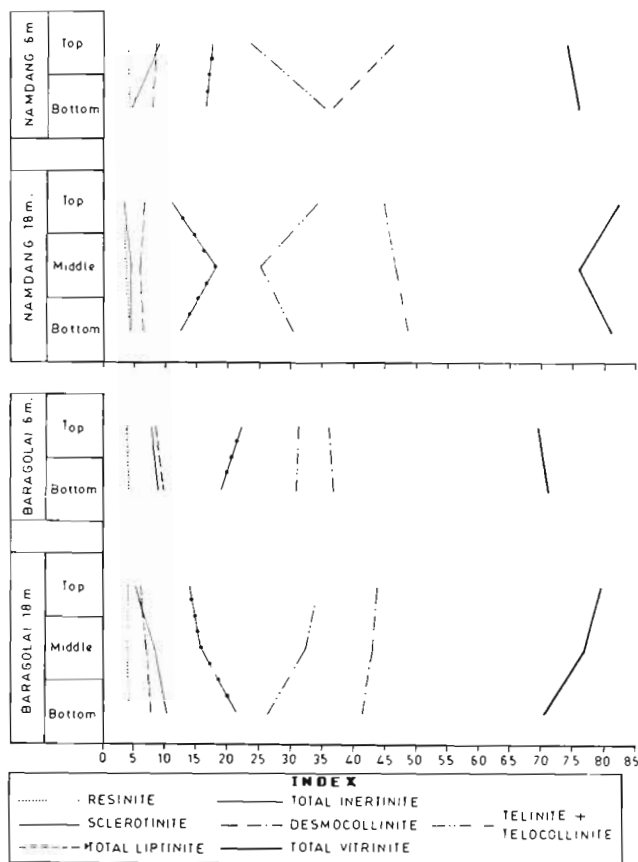 NAMDANG 6m
Top
Bottom
NAMDANG 18m.
Top
Middle
Bottom
BARAGOLAI 6m.
Top
Bottom
BARAGOLAI 18m
Top
Middle
Bottom
0 5 10 15 20 25 30 35 40 45 50 55 60 65 70 75 80 85
INDEX
RESINITE
TOTAL INERTINITE
SCLEROTINITE
DESMOCOLLINITE
TELINITE +
TELOCOLLINITE
TOTAL LIPTINITE
TOTAL VITRINITE